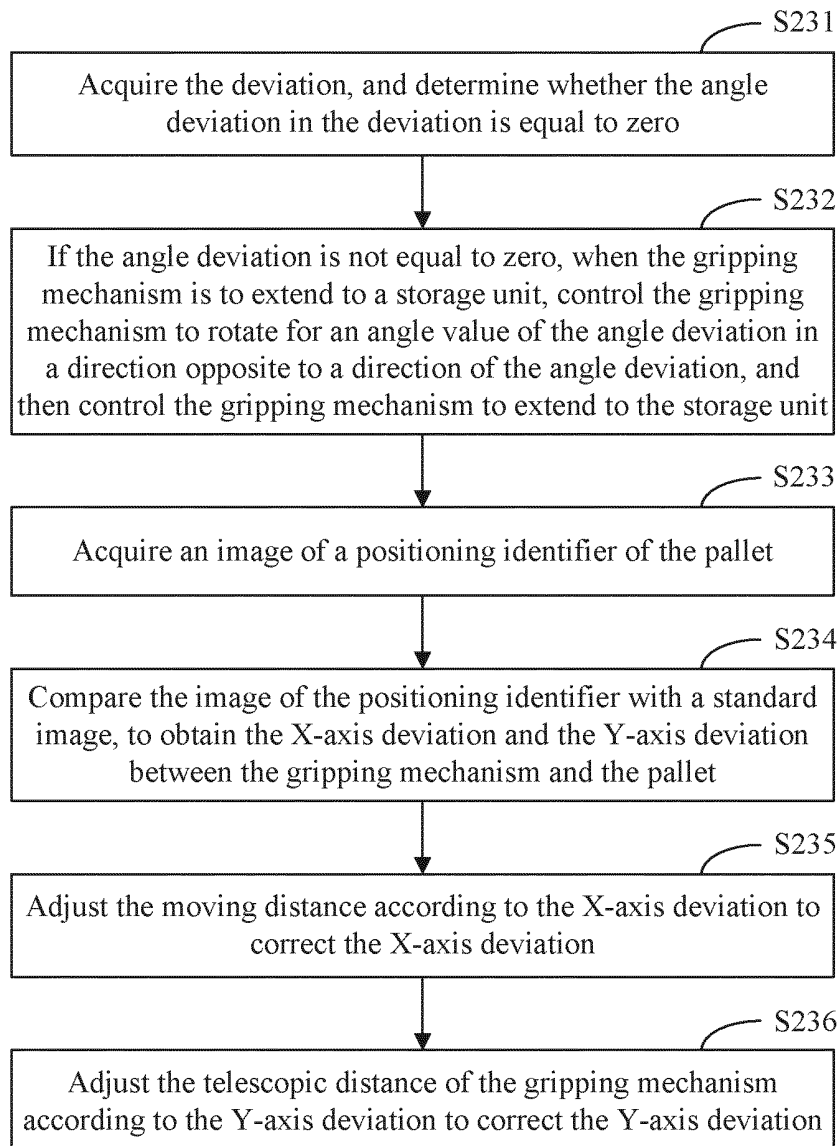 S231
Acquire the deviation, and determine whether the angle
deviation in the deviation is equal to zero
S232
If the angle deviation is not equal to zero, when the gripping
mechanism is to extend to a storage unit, control the gripping
mechanism to rotate for an angle value of the angle deviation in
a direction opposite to a direction of the angle deviation, and
then control the gripping mechanism to extend to the storage unit
S233
Acquire an image of a positioning identifier of the pallet
S234
Compare the image of the positioning identifier with a standard
image, to obtain the X-axis deviation and the Y-axis deviation
between the gripping mechanism and the pallet
S235
Adjust the moving distance according to the X-axis deviation to
correct the X-axis deviation
S236
Adjust the telescopic distance of the gripping mechanism
according to the Y-axis deviation to correct the Y-axis deviation